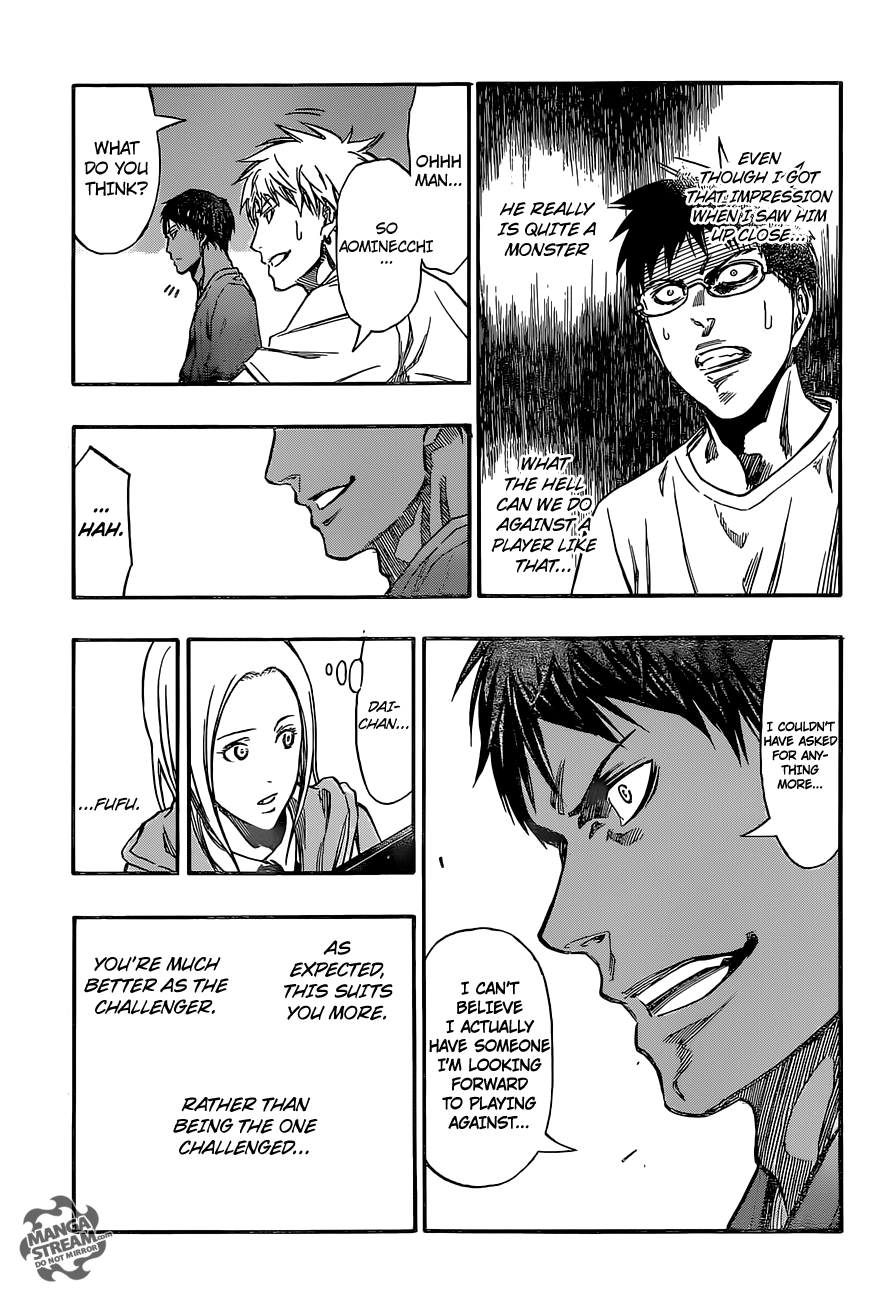 EVEN
THOUGH I GOT
THAT IMPRESSION
WHEN I SAW HIM
UP CLOSE...
HE REALLY
IS QUITE A
MONSTER
WHAT
THE HELL
CAN WE DO
AGAINST A
PLAYER LIKE
THAT...
OHHH
MAN...
SO
AOMINECCHI
...
WHAT
DO YOU
THINK?
...
HAH.
I COULDN'T
HAVE ASKED
FOR ANY-
THING
MORE...
I CAN'T
BELIEVE
I ACTUALLY
HAVE SOMEONE
I'M LOOKING
FORWARD
TO PLAYING
AGAINST...
DAI-
CHAN...
...FUFU.
AS
EXPECTED,
THIS SUITS
YOU MORE.
YOU'RE MUCH
BETTER AS THE
CHALLENGER.
RATHER THAN
BEING THE ONE
CHALLENGED...
MANGA
STREAM.com
DO NOT MIRROR